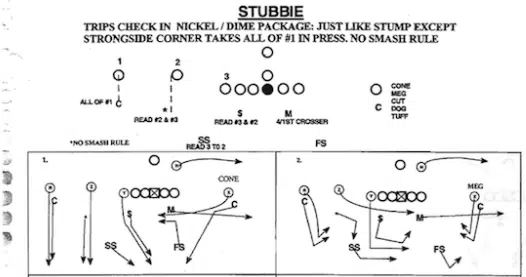 STUBBIE
TRIPS CHECK IN NICKEL / DIME PACKAGE: JUST LIKE STUMP EXCEPT
STRONGSIDE CORNER TAKES ALL OF #1 IN PRESS. NO SMASH RULE
1
2
3
CONE
MEG
CUT
DOG
TUFF
C
ALL OF #1 C
*
READ #2 & #3
$
READ #3 & #2
M
4/1ST CROSSER
*NO SMASH RULE
SS
READ 3 TO 2
FS
1.
CONE
C
$
M
C
SS
FS
2.
MEG
C
$
M
C
SS
FS